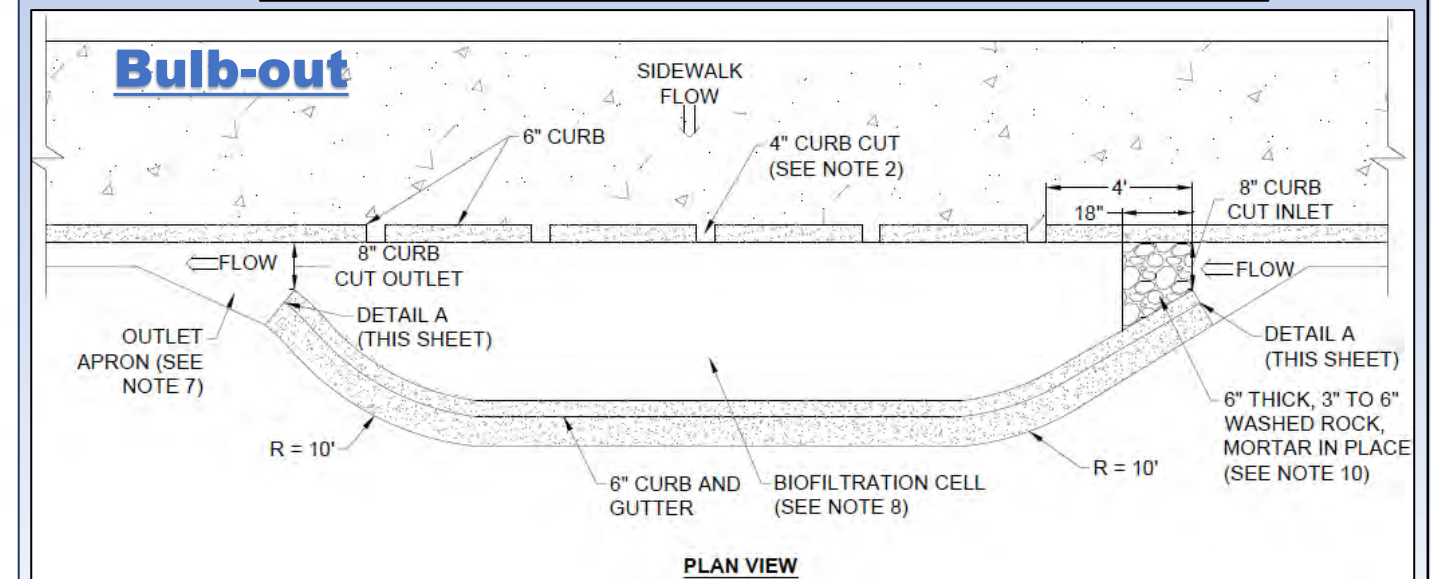 Bulb-out
SIDEWALK
FLOW
6" CURB
4" CURB CUT
(SEE NOTE 2)
4'
18"
8" CURB
CUT INLET
FLOW
8" CURB
CUT OUTLET
FLOW
DETAIL A
(THIS SHEET)
OUTLET
APRON (SEE
NOTE 7)
DETAIL A
(THIS SHEET)
6" THICK, 3" TO 6"
WASHED ROCK,
MORTAR IN PLACE
(SEE NOTE 10)
R = 10'
R = 10'
6" CURB AND
GUTTER
BIOFILTRATION CELL
(SEE NOTE 8)
PLAN VIEW